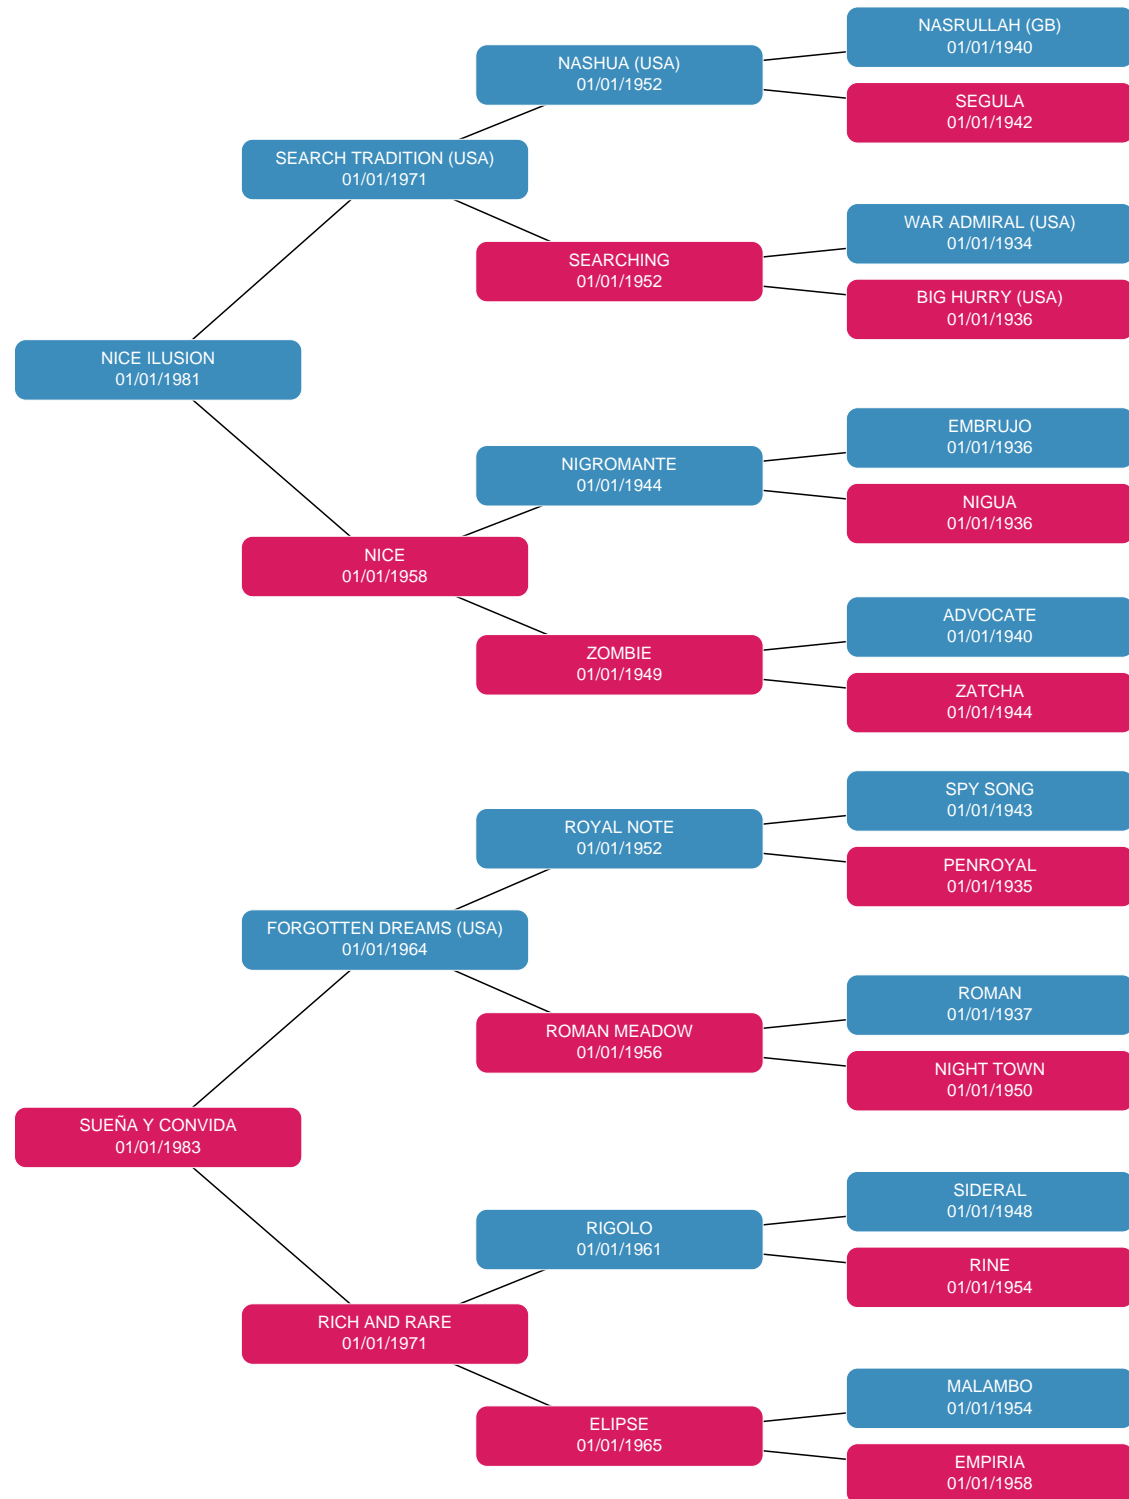 NASRULLAH (GB)
01/01/1940
NASHUA (USA)
01/01/1952
SEGULA
01/01/1942
SEARCH TRADITION (USA)
01/01/1971
WAR ADMIRAL (USA)
01/01/1934
SEARCHING
01/01/1952
BIG HURRY (USA)
01/01/1936
NICE ILUSION
01/01/1981
EMBRUJO
01/01/1936
NIGROMANTE
01/01/1944
NIGUA
01/01/1936
NICE
01/01/1958
ADVOCATE
01/01/1940
ZOMBIE
01/01/1949
ZATCHA
01/01/1944
SPY SONG
01/01/1943
ROYAL NOTE
01/01/1952
PENROYAL
01/01/1935
FORGOTTEN DREAMS (USA)
01/01/1964
ROMAN
01/01/1937
ROMAN MEADOW
01/01/1956
NIGHT TOWN
01/01/1950
SUEÑA Y CONVIDA
01/01/1983
SIDERAL
01/01/1948
RIGOLO
01/01/1961
RINE
01/01/1954
RICH AND RARE
01/01/1971
MALAMBO
01/01/1954
ELIPSE
01/01/1965
EMPIRIA
01/01/1958